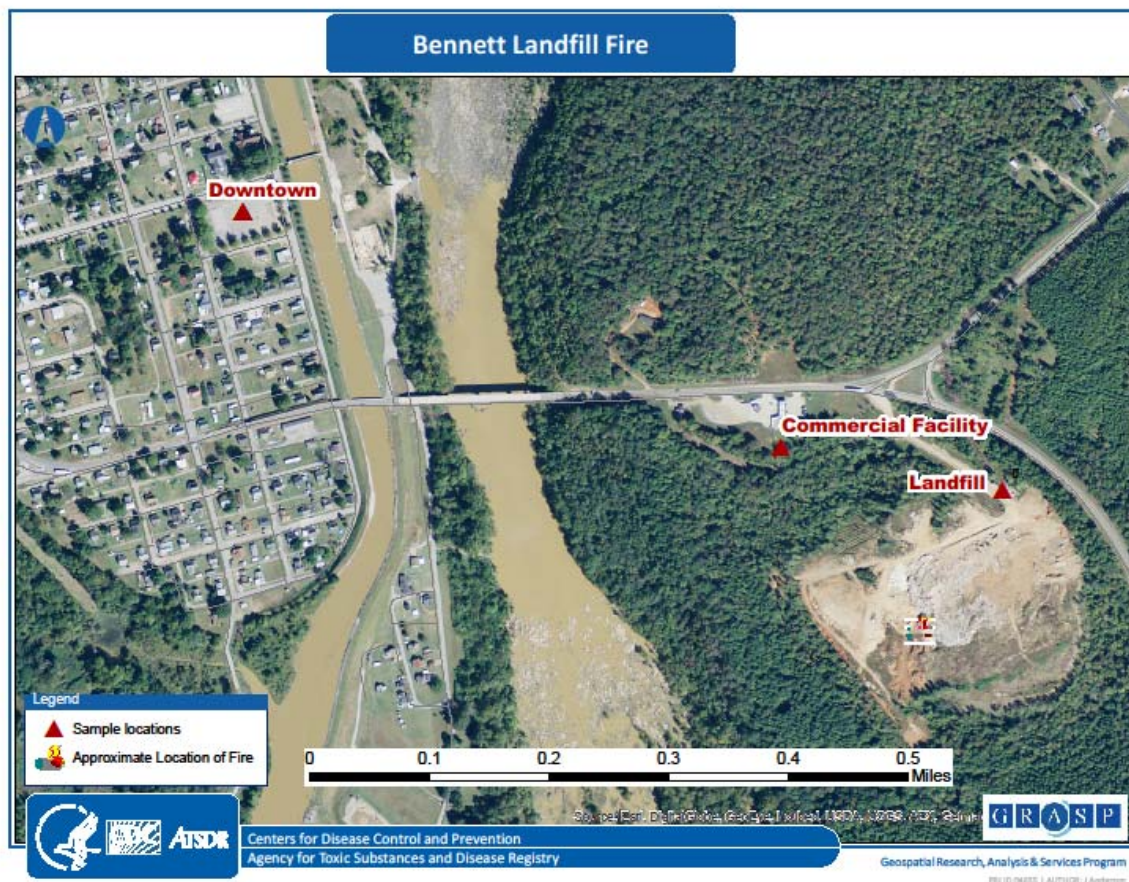 Bennett Landfill Fire
Downtown
Commercial Facility
Landfill
Legend
Sample locations
Approximate Location of Fire
0 0.1 0.2 0.3 0.4 0.5
Miles
CDC ATSDR
Centers for Disease Control and Prevention
Agency for Toxic Substances and Disease Registry
GRASP
Geospatial Research, Analysis & Services Program